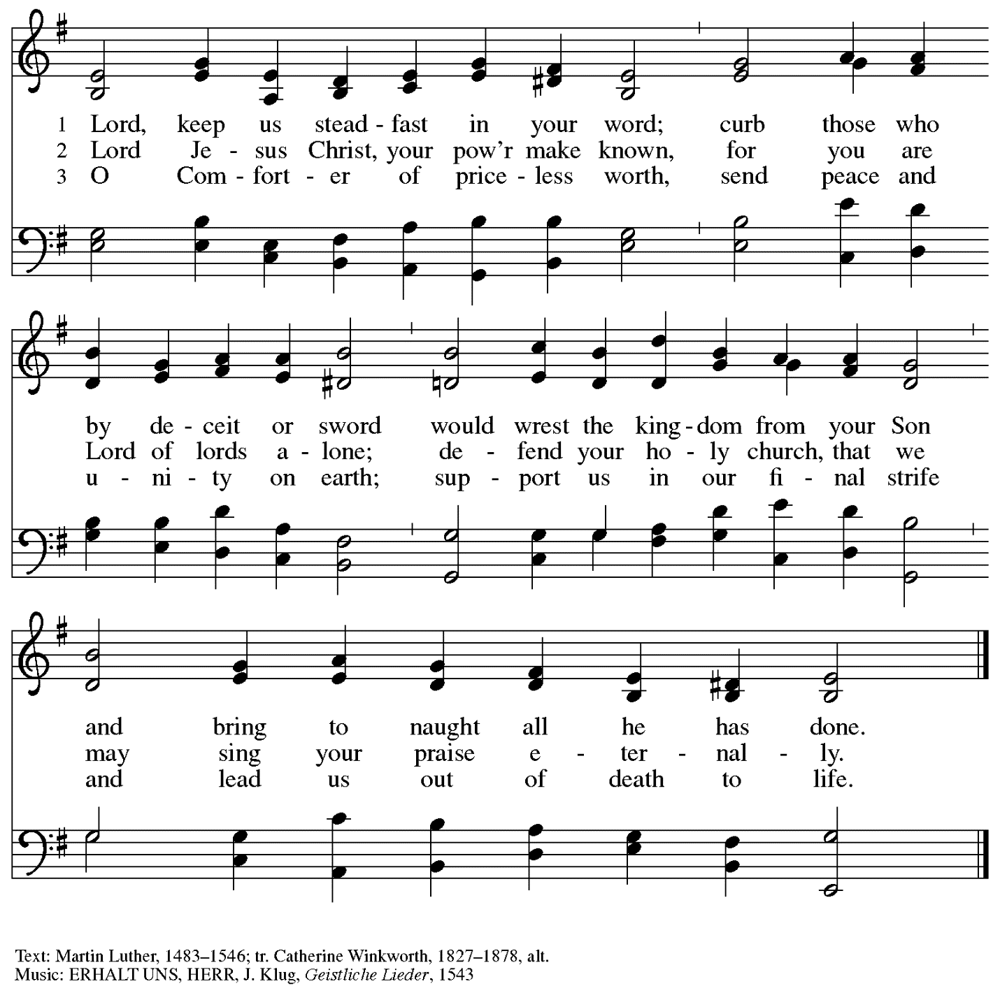 1 Lord, keep us stead - fast in your word; curb those who
2 Lord Je - sus Christ, your pow'r make known, for you are
3 O Com - fort - er of price - less worth, send peace and
by de - ceit or sword would wrest the king - dom from your Son
Lord of lords a - lone; de - fend your ho - ly church, that we
u - ni - ty on earth; sup - port us in our fi - nal strife
and bring to naught all he has done.
may sing your praise e - ter - nal - ly.
and lead us out of death to life.
Text: Martin Luther, 1483–1546; tr. Catherine Winkworth, 1827–1878, alt.
Music: ERHALT UNS, HERR, J. Klug, Geistliche Lieder, 1543